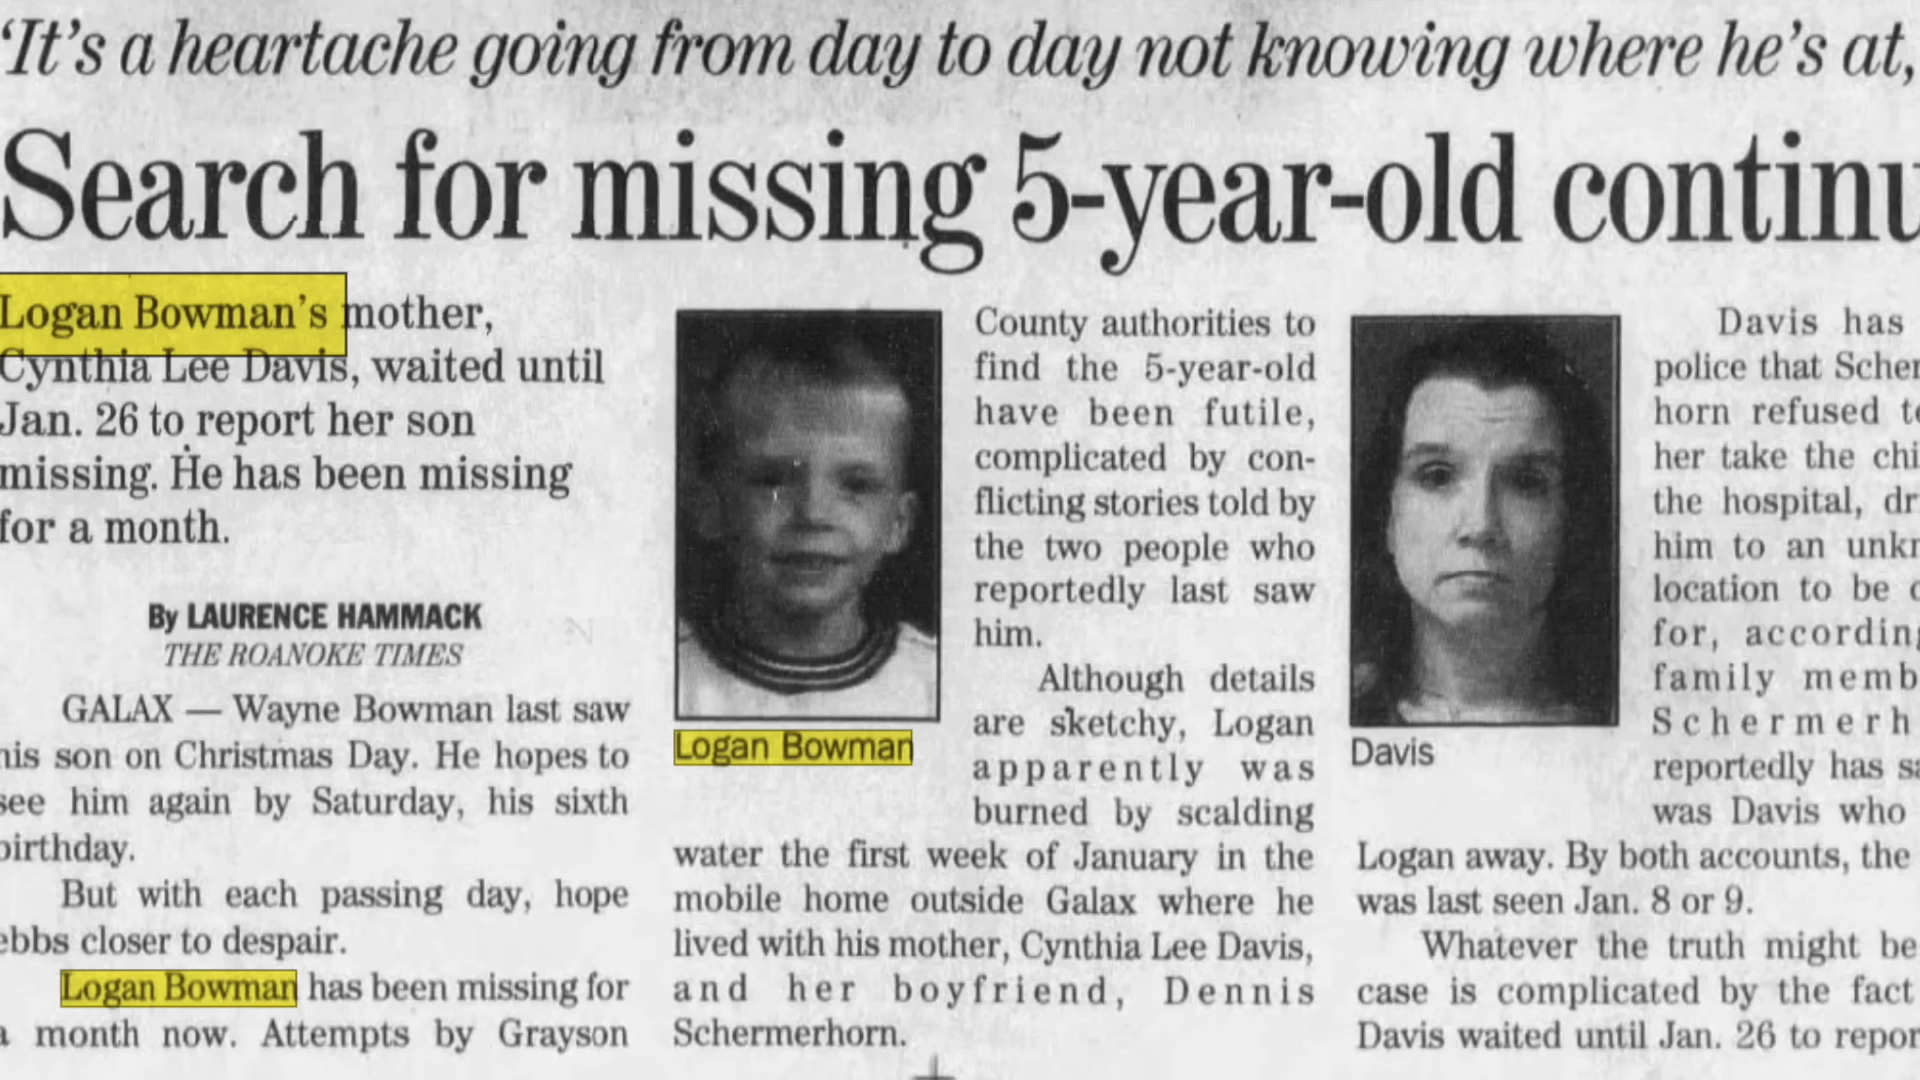 ‘It’s a heartache going from day to day not knowing where he’s at,
Search for missing 5-year-old continu
Logan Bowman’s mother,
Cynthia Lee Davis, waited until
Jan. 26 to report her son
missing. He has been missing
for a month.
By LAURENCE HAMMACK
THE ROANOKE TIMES
GALAX — Wayne Bowman last saw
his son on Christmas Day. He hopes to
see him again by Saturday, his sixth
birthday.
But with each passing day, hope
ebbs closer to despair.
Logan Bowman has been missing for
a month now. Attempts by Grayson
Logan Bowman
County authorities to
find the 5-year-old
have been futile,
complicated by con-
flicting stories told by
the two people who
reportedly last saw
him.
Although details
are sketchy, Logan
apparently was
burned by scalding
water the first week of January in the
mobile home outside Galax where he
lived with his mother, Cynthia Lee Davis,
and her boyfriend, Dennis
Schermerhorn.
Davis
Davis has
police that Scher
horn refused to
her take the chi
the hospital, dr
him to an unkn
location to be c
for, according
family memb
Schermerh
reportedly has sa
was Davis who
Logan away. By both accounts, the
was last seen Jan. 8 or 9.
Whatever the truth might be
case is complicated by the fact
Davis waited until Jan. 26 to repor